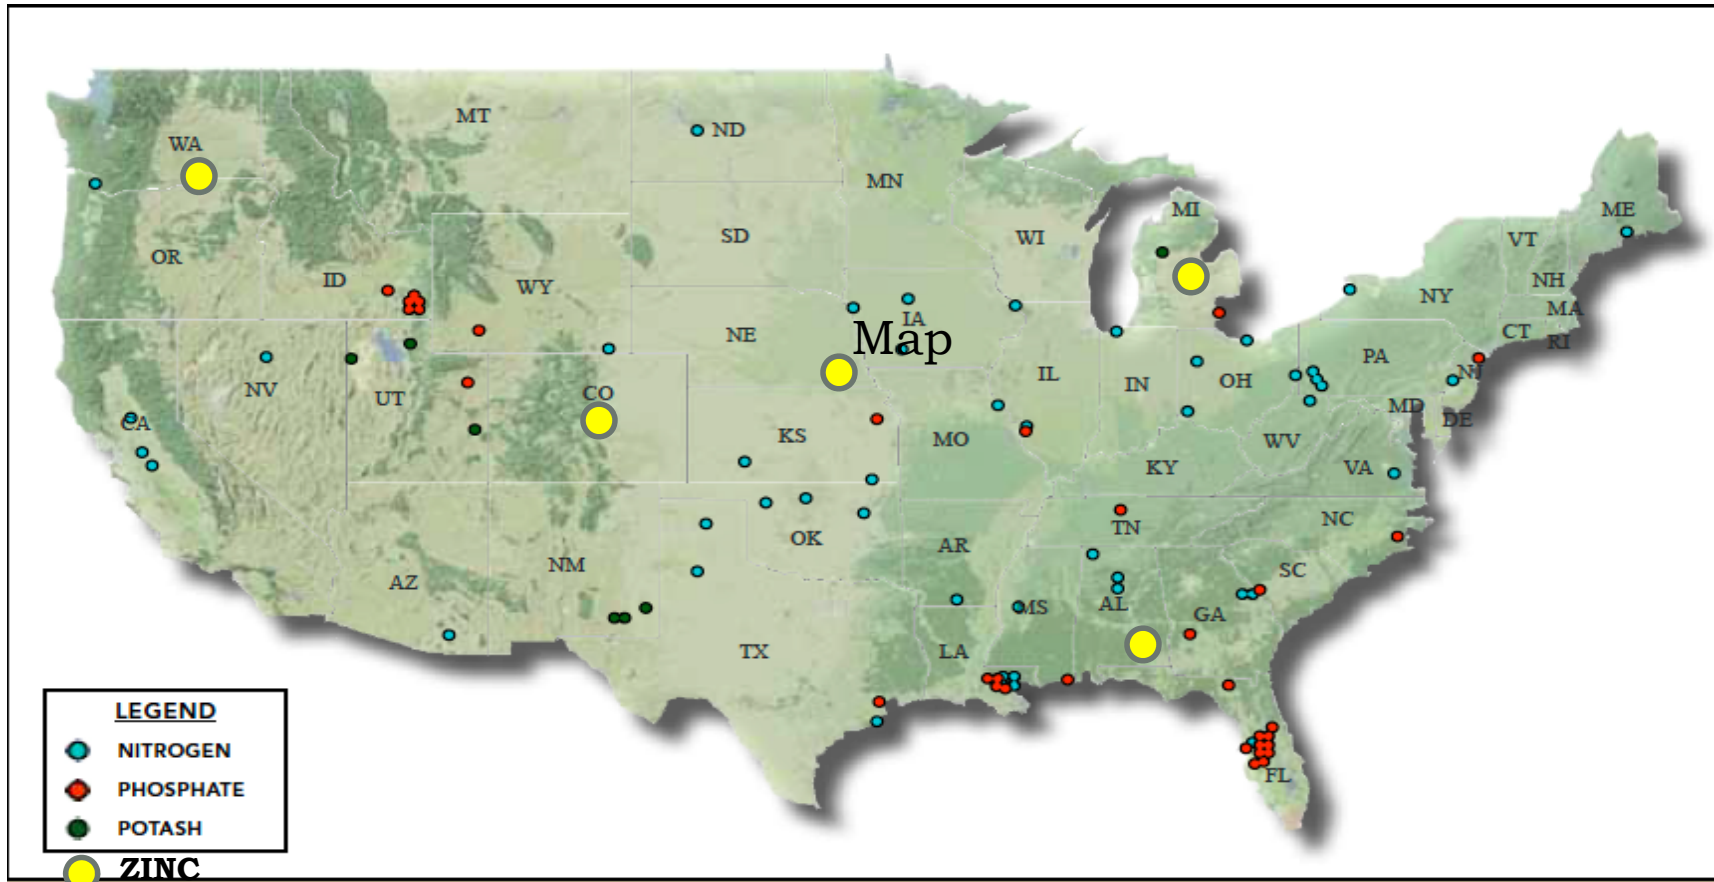 MT
ND
WA
MN
MI
ME
SD
WI
VT
OR
ID
WY
NH
NY
MA
IA
Map
NE
CT
RI
PA
IL
IN
OH
NJ
NV
UT
CO
MD
DE
CA
KS
MO
WV
KY
VA
NC
TN
OK
AR
NM
AZ
SC
MS
AL
GA
TX
LA
FL
LEGEND
NITROGEN
PHOSPHATE
POTASH
ZINC